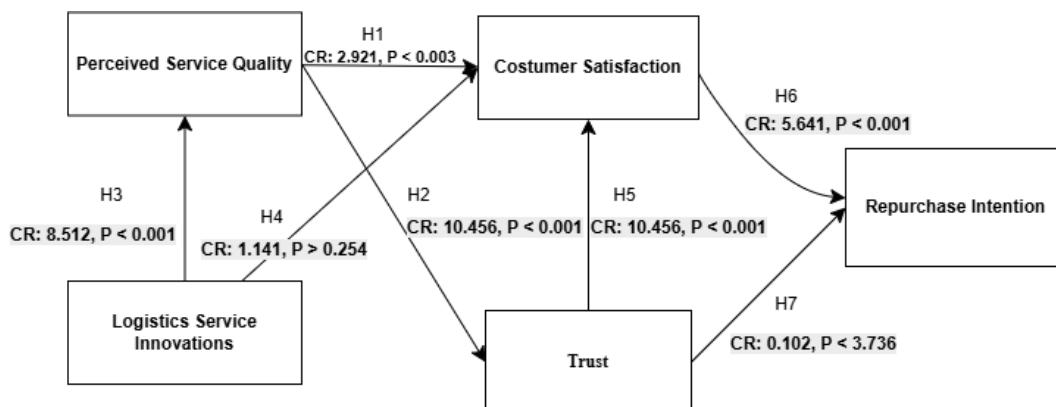 H1
Perceived Service Quality
CR: 2.921, P < 0.003
Costumer Satisfaction
H6
CR: 5.641, P < 0.001
H3
H2
H5
Repurchase Intention
H4
CR: 8.512, P < 0.001
CR: 10.456, P < 0.001
CR: 10.456, P < 0.001
CR: 1.141, P > 0.254
Logistics Service
Innovations
H7
CR: 0.102, P < 3.736
Trust